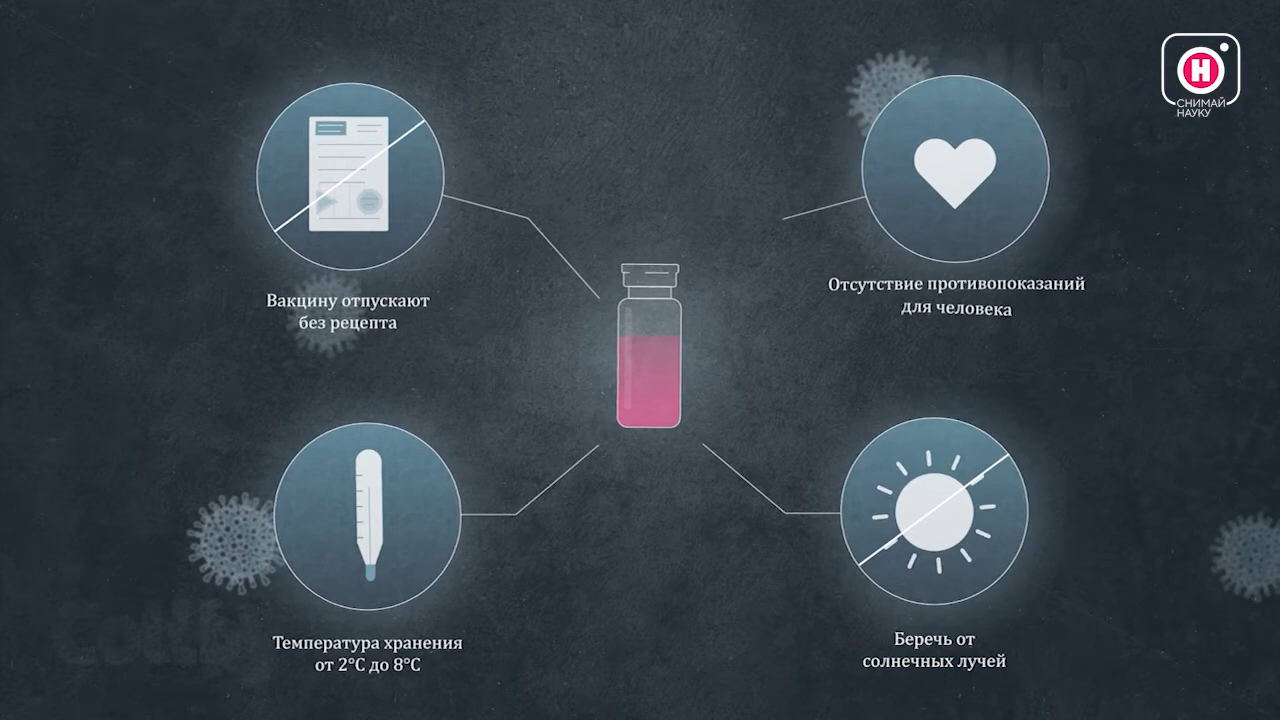 Н
СНИМАЙ
НАУКУ
Вакцину отпускают
без рецепта
Отсутствие противопоказаний
для человека
Температура хранения
от 2°C до 8°C
Беречь от
солнечных лучей